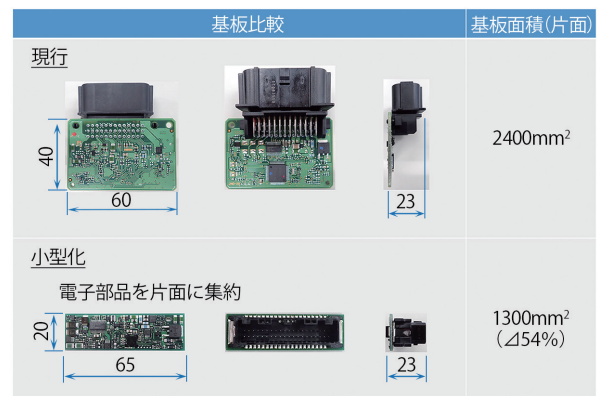 基板比較
基板面積(片面)
現行
40
60
23
2400mm²
小型化
電子部品を片面に集約
20
65
23
1300mm²
(⊿54%)